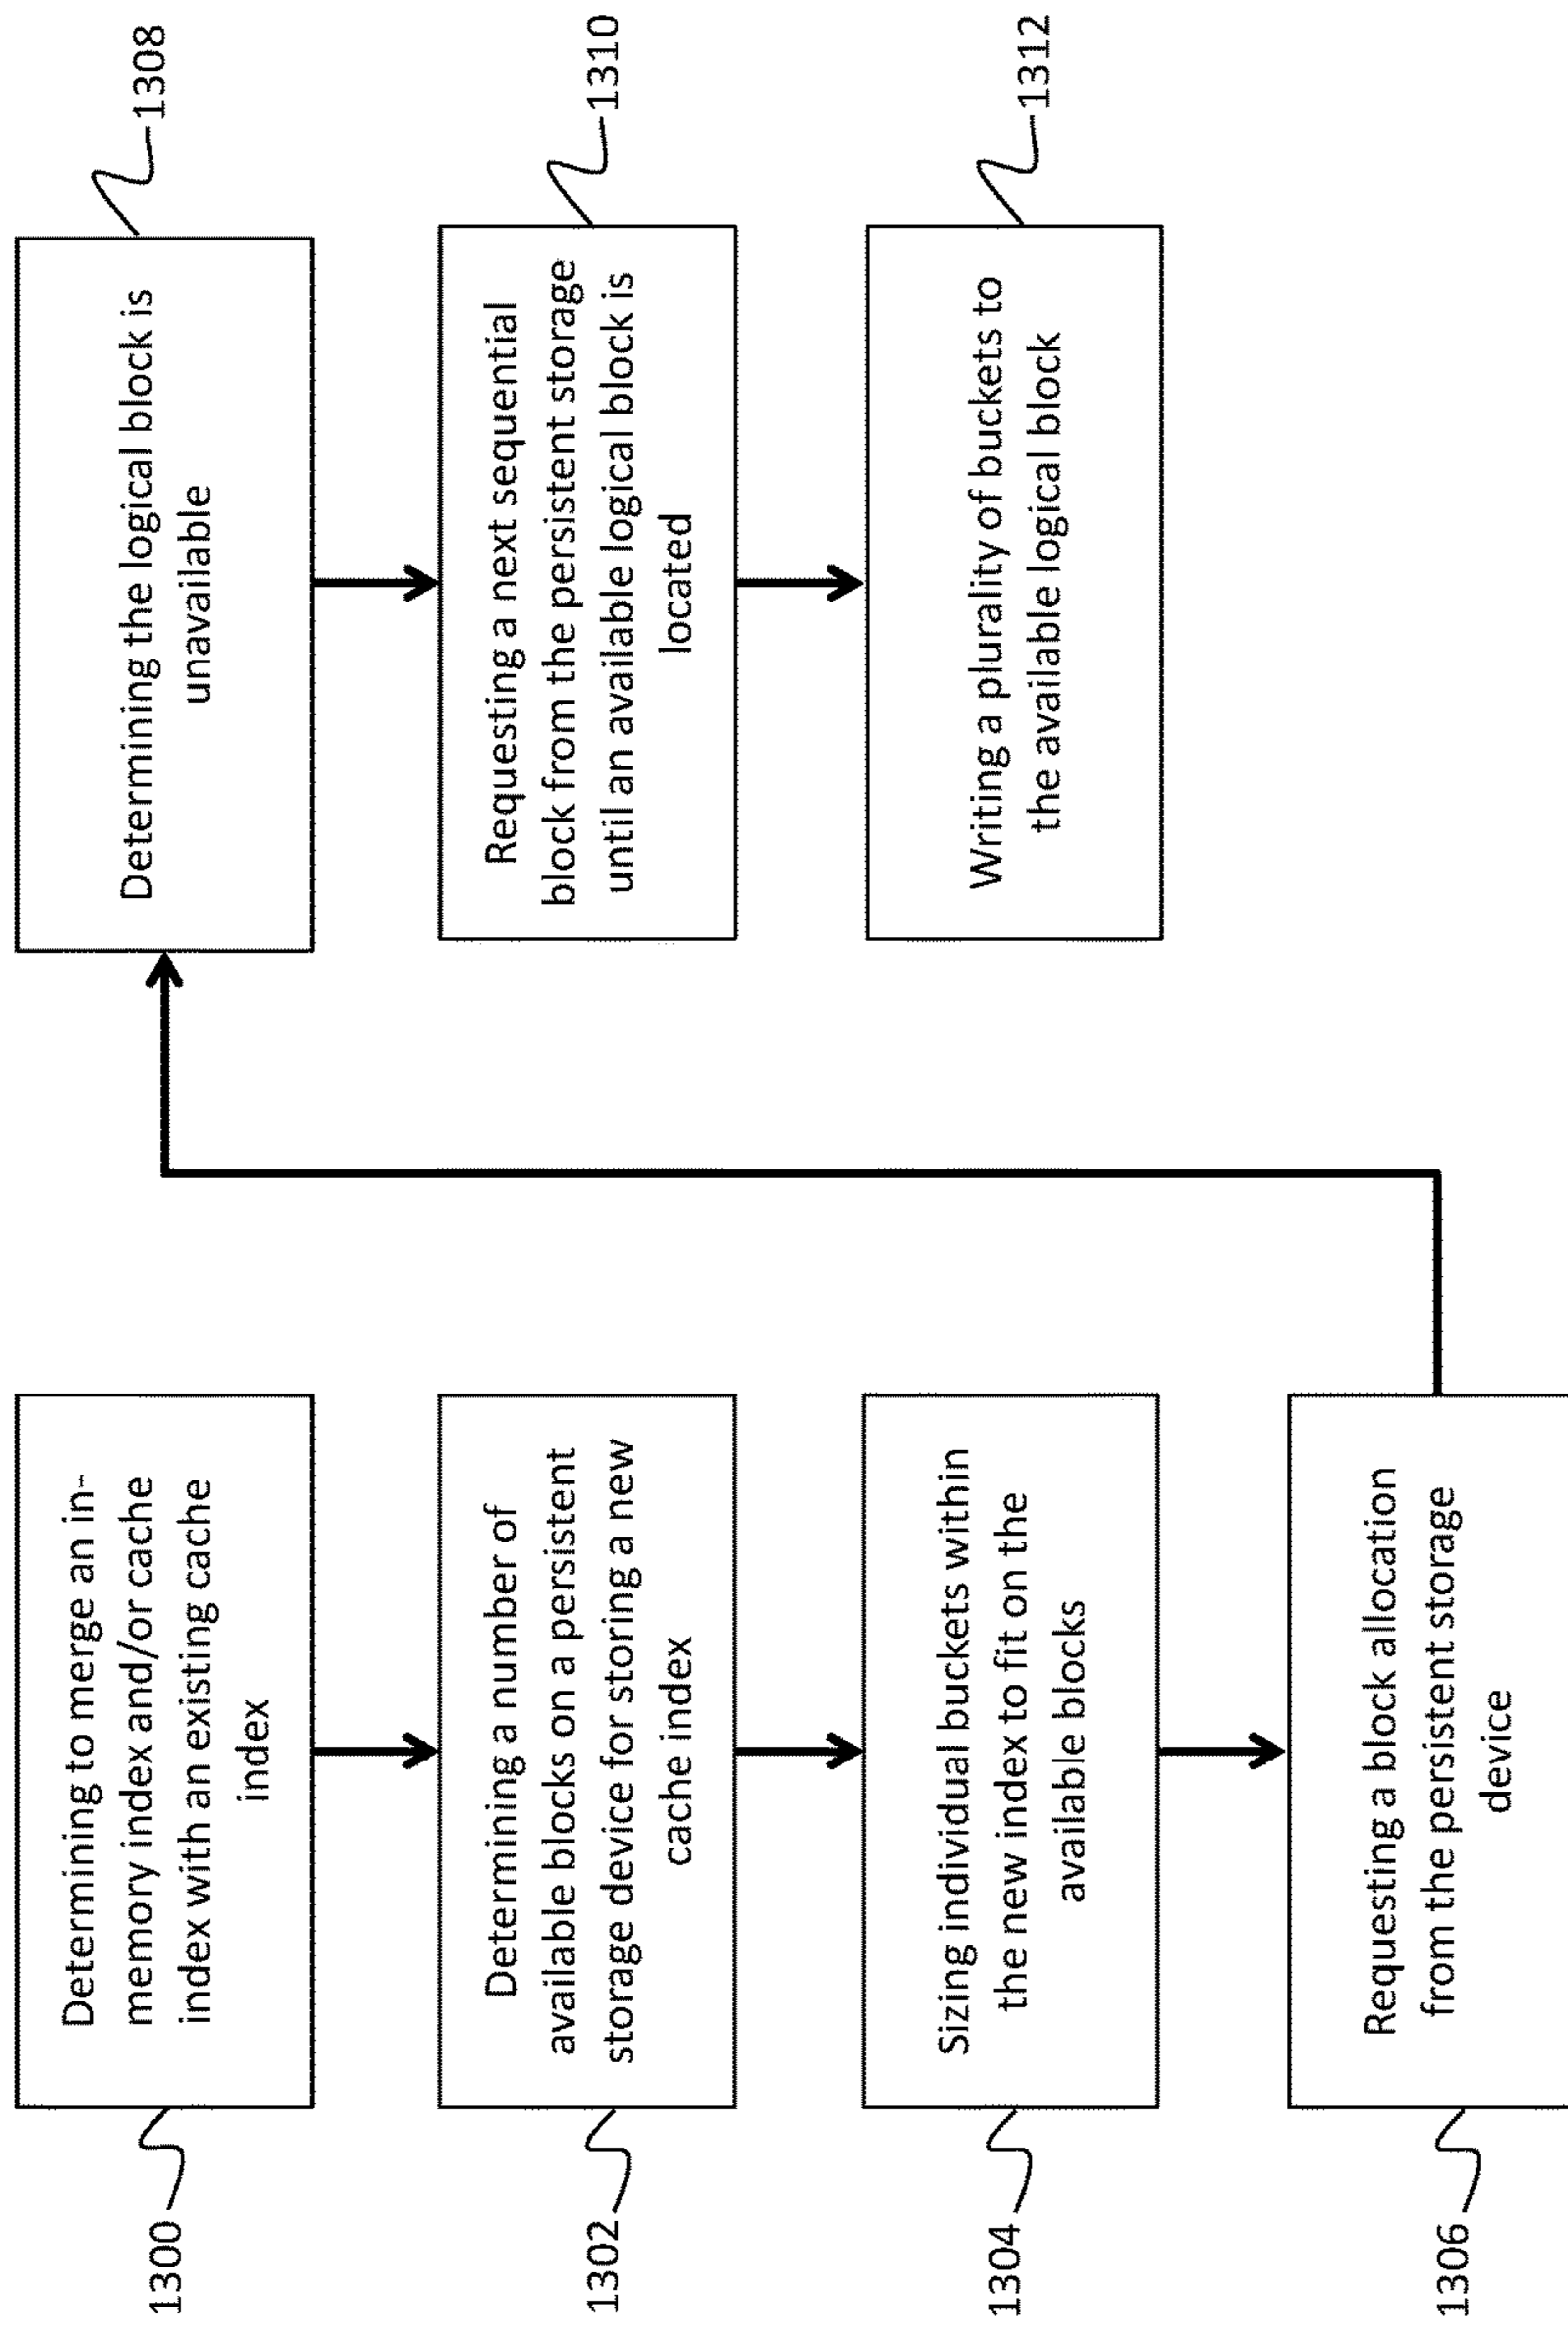 1300
Determining to merge an in-
memory index and/or cache
index with an existing cache
index
1302
Determining a number of
available blocks on a persistent
storage device for storing a new
cache index
1304
Sizing individual buckets within
the new index to fit on the
available blocks
1306
Requesting a block allocation
from the persistent storage
device
1308
Determining the logical block is
unavailable
1310
Requesting a next sequential
block from the persistent storage
until an available logical block is
located
1312
Writing a plurality of buckets to
the available logical block